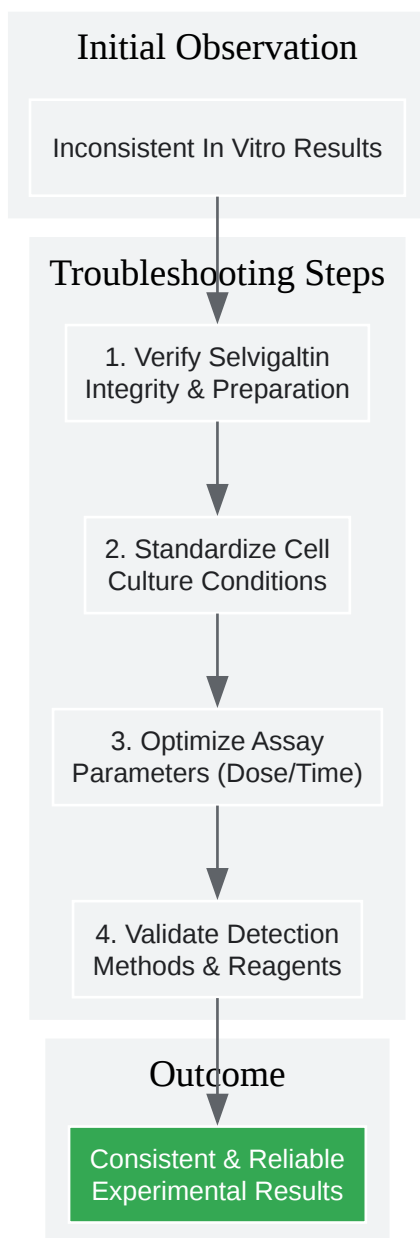 Initial Observation
Inconsistent In Vitro Results
Troubleshooting Steps
1. Verify Selvigaltin
Integrity & Preparation
2. Standardize Cell
Culture Conditions
3. Optimize Assay
Parameters (Dose/Time)
4. Validate Detection
Methods & Reagents
Outcome
Consistent & Reliable
Experimental Results